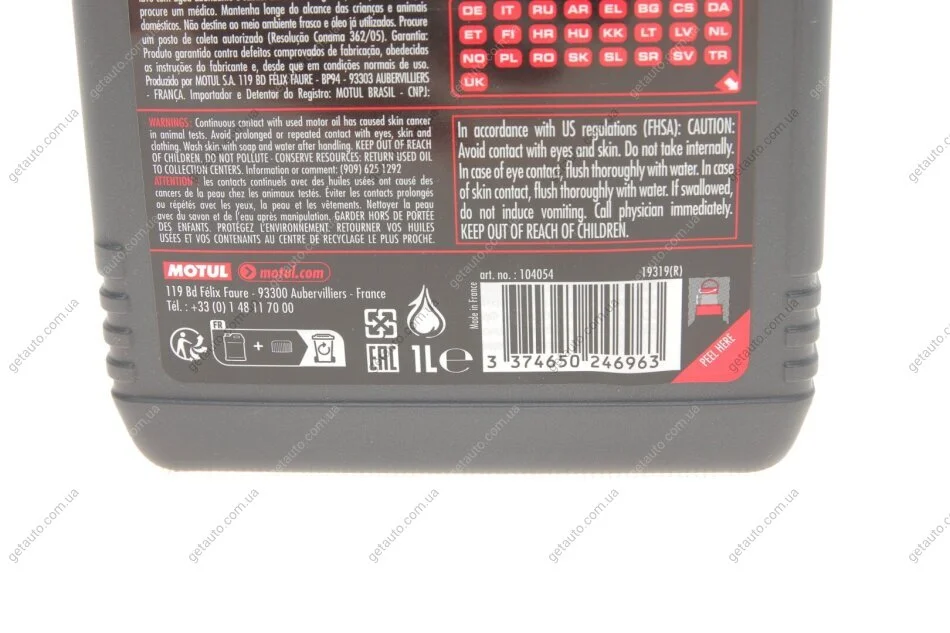 procure um médico. Mantenha longe do alcance das crianças e animais
domésticos. Não destine ao meio ambiente frasco e óleo já utilizados. Procure
um posto de coleta autorizado (Resolução Conama 362/05). Garantia:
Produto garantido contra defeitos comprovados de fabricação, obedecidas
as instruções do fabricante e, desde que em condições normais de uso.
Produzido por MOTUL S.A. 119 BD FÉLIX FAURE - BP94 - 93303 AUBERVILLIERS
- FRANÇA. Importador e Detentor do Registro: MOTUL BRASIL - CNPJ:
DE IT RU AR EL BG CS DA
ET FI HR HU KK LT LV NL
NO PL RO SK SL SR SV TR
UK
WARNINGS: Continuous contact with used motor oil has caused skin cancer
in animal tests. Avoid prolonged or repeated contact with eyes, skin and
clothing. Wash skin with soap and water after handling. KEEP OUT OF REACH
OF CHILDREN. DO NOT POLLUTE - CONSERVE RESOURCES: RETURN USED OIL
TO COLLECTION CENTERS. Information or comment: (909) 625 1292
ATTENTION : les contacts continuels avec des huiles usées ont causé des
cancers de la peau chez les animaux testés. Éviter les contacts prolongés
ou répétés avec les yeux, la peau et les vêtements. Nettoyer la peau
avec du savon et de l'eau après manipulation. GARDER HORS DE PORTÉE
DES ENFANTS. PROTÉGEZ L'ENVIRONNEMENT. RETOURNER VOS HUILES
USÉES ET VOS CONTENANTS AU CENTRE DE RECYCLAGE LE PLUS PROCHE.
In accordance with US regulations (FHSA): CAUTION:
Avoid contact with eyes and skin. Do not take internally.
In case of eye contact, flush thoroughly with water. In case
of skin contact, flush thoroughly with water. If swallowed,
do not induce vomiting. Call physician immediately.
KEEP OUT OF REACH OF CHILDREN.
MOTUL motul.com
119 Bd Félix Faure - 93300 Aubervilliers - France
Tél. : +33 (0) 1 48 11 70 00
FR
+
EAC 1L ℮
art. no. : 104054 19319(R)
Made in France
3 374650 246963
PEEL HERE
getauto.com.ua